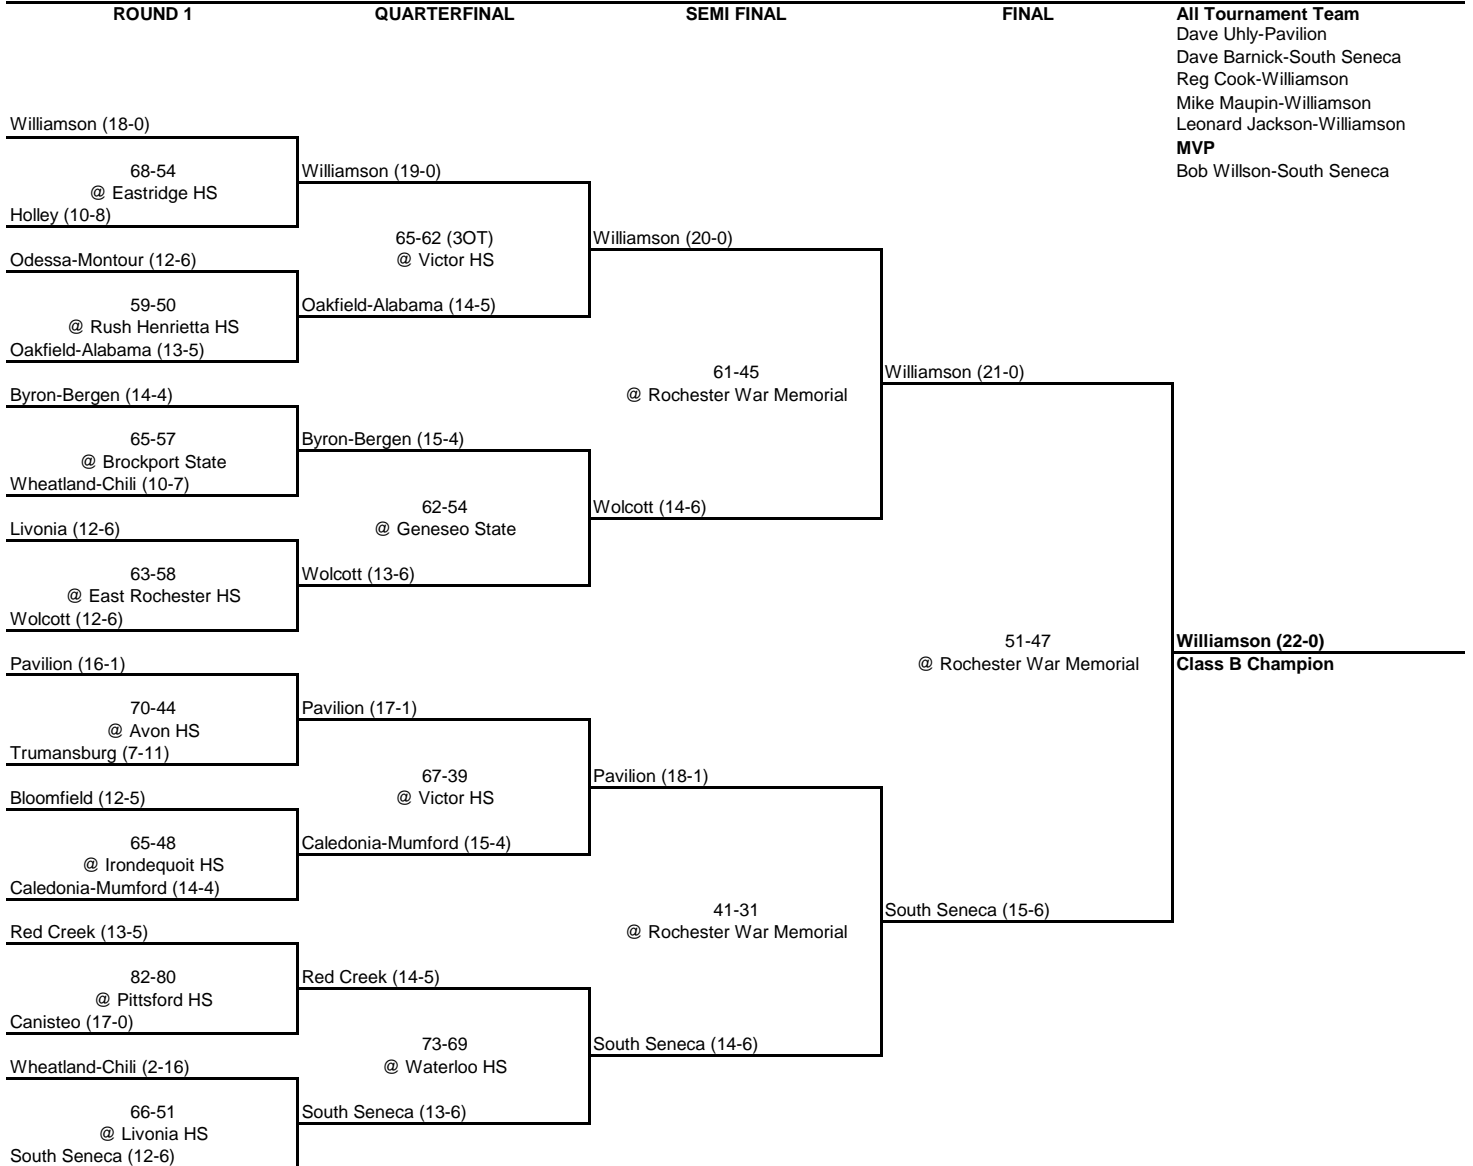 ROUND 1 QUARTERFINAL SEMI FINAL FINAL All Tournament Team
Dave Uhly-Pavilion
Dave Barnick-South Seneca
Reg Cook-Williamson
Mike Maupin-Williamson
Leonard Jackson-Williamson
MVP
Bob Willson-South Seneca
Williamson (18-0)
68-54
@ Eastridge HS
Holley (10-8)
Odessa-Montour (12-6)
59-50
@ Rush Henrietta HS
Oakfield-Alabama (13-5)
Byron-Bergen (14-4)
65-57
@ Brockport State
Wheatland-Chili (10-7)
Livonia (12-6)
63-58
@ East Rochester HS
Wolcott (12-6)
Pavilion (16-1)
70-44
@ Avon HS
Trumansburg (7-11)
Bloomfield (12-5)
65-48
@ Irondequoit HS
Caledonia-Mumford (14-4)
Red Creek (13-5)
82-80
@ Pittsford HS
Canisteo (17-0)
Wheatland-Chili (2-16)
66-51
@ Livonia HS
South Seneca (12-6)
Williamson (19-0)
65-62 (3OT)
@ Victor HS
Oakfield-Alabama (14-5)
Byron-Bergen (15-4)
62-54
@ Geneseo State
Wolcott (13-6)
Pavilion (17-1)
67-39
@ Victor HS
Caledonia-Mumford (15-4)
Red Creek (14-5)
73-69
@ Waterloo HS
South Seneca (13-6)
Williamson (20-0)
61-45
@ Rochester War Memorial
Wolcott (14-6)
Pavilion (18-1)
41-31
@ Rochester War Memorial
South Seneca (14-6)
Williamson (21-0)
51-47
@ Rochester War Memorial
South Seneca (15-6)
Williamson (22-0)
Class B Champion